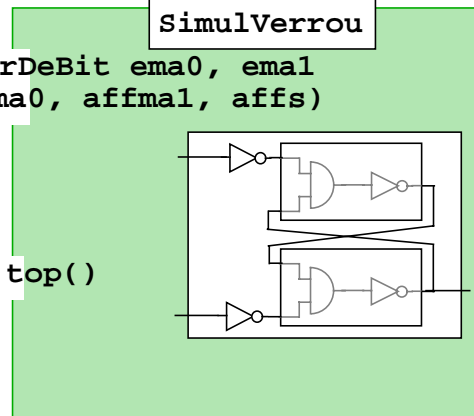 SimulVerrou
rDeBit ema0, ema1
ma0, affma1, affs)
top()